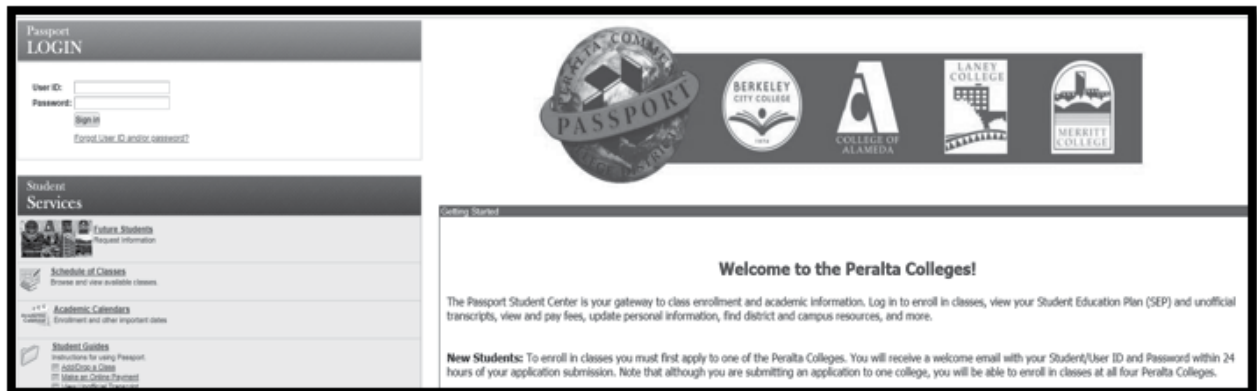 Passport
LOGIN
User ID:
Password:
Sign in
Forgot User ID and/or password?
Student
Services
Future Students
Request information
Schedule of Classes
Browse and view available classes.
Academic Calendars
Enrollment and other important dates
Student Guides
Instructions for using Passport.
Add/Drop a Class
Make an Online Payment
View Unofficial Transcript
PERALTA COMMU
PASSPORT
COLLEGE DISTRICT
BERKELEY
CITY COLLEGE
1974
COLLEGE OF
ALAMEDA
LANEY
COLLEGE
MERRITT
COLLEGE
Getting Started
Welcome to the Peralta Colleges!
The Passport Student Center is your gateway to class enrollment and academic information. Log in to enroll in classes, view your Student Education Plan (SEP) and unofficial
transcripts, view and pay fees, update personal information, find district and campus resources, and more.
New Students: To enroll in classes you must first apply to one of the Peralta Colleges. You will receive a welcome email with your Student/User ID and Password within 24
hours of your application submission. Note that although you are submitting an application to one college, you will be able to enroll in classes at all four Peralta Colleges.